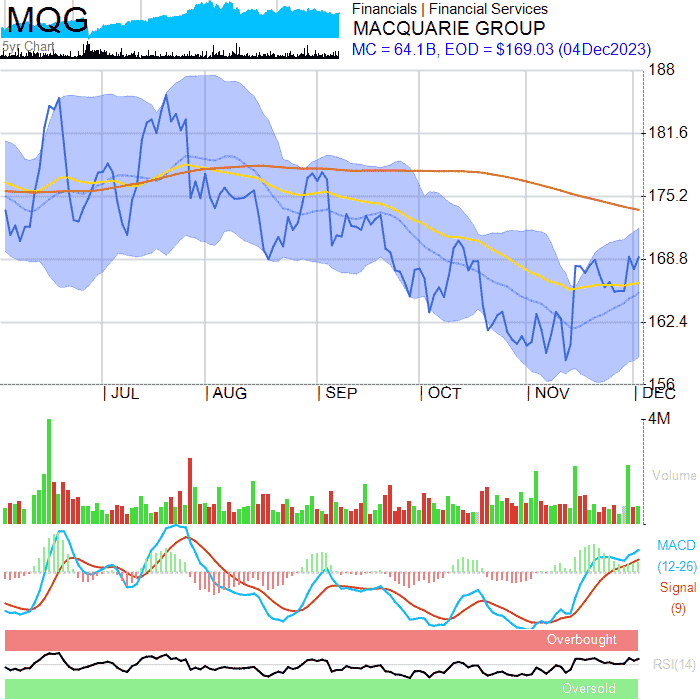 MQG
5yr Chart
Financials | Financial Services
MACQUARIE GROUP
MC = 64.1B, EOD = $169.03 (04Dec2023)
188
181.6
175.2
168.8
162.4
156
JUL AUG SEP OCT NOV DEC
4M
Volume
MACD
(12-26)
Signal
(9)
Overbought
RSI(14)
Oversold